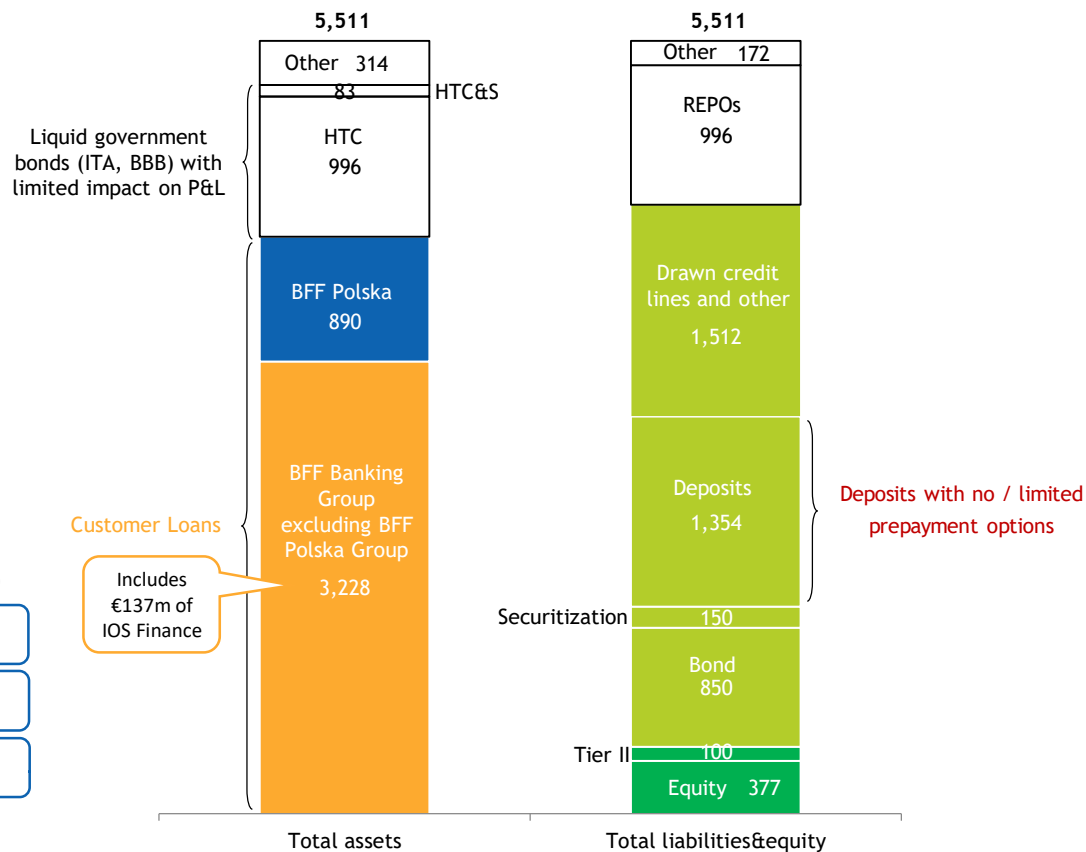 5,511
Other 314
83
HTC&S
HTC
996
Liquid government
bonds (ITA, BBB) with
limited impact on P&L
BFF Polska
890
BFF Banking
Group
excluding BFF
Polska Group
3,228
Customer Loans
Includes
€137m of
IOS Finance
Total assets
5,511
Other 172
REPOs
996
Drawn credit
lines and other
1,512
Deposits
1,354
Deposits with no / limited
prepayment options
Securitization
150
Bond
850
Tier II
100
Equity 377
Total liabilities&equity